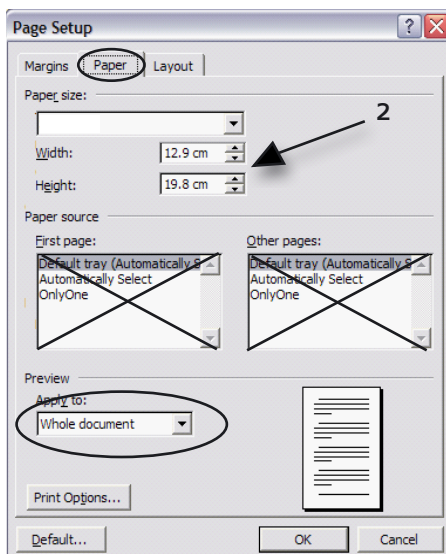 Page Setup
Margins Paper Layout
Paper size:
2
Width: 12.9 cm
Height: 19.8 cm
Paper source
First page: Other pages:
Default tray (Automatically S Default tray (Automatically S
Automatically Select Automatically Select
OnlyOne OnlyOne
Preview
Apply to:
Whole document
Print Options...
Default... OK Cancel